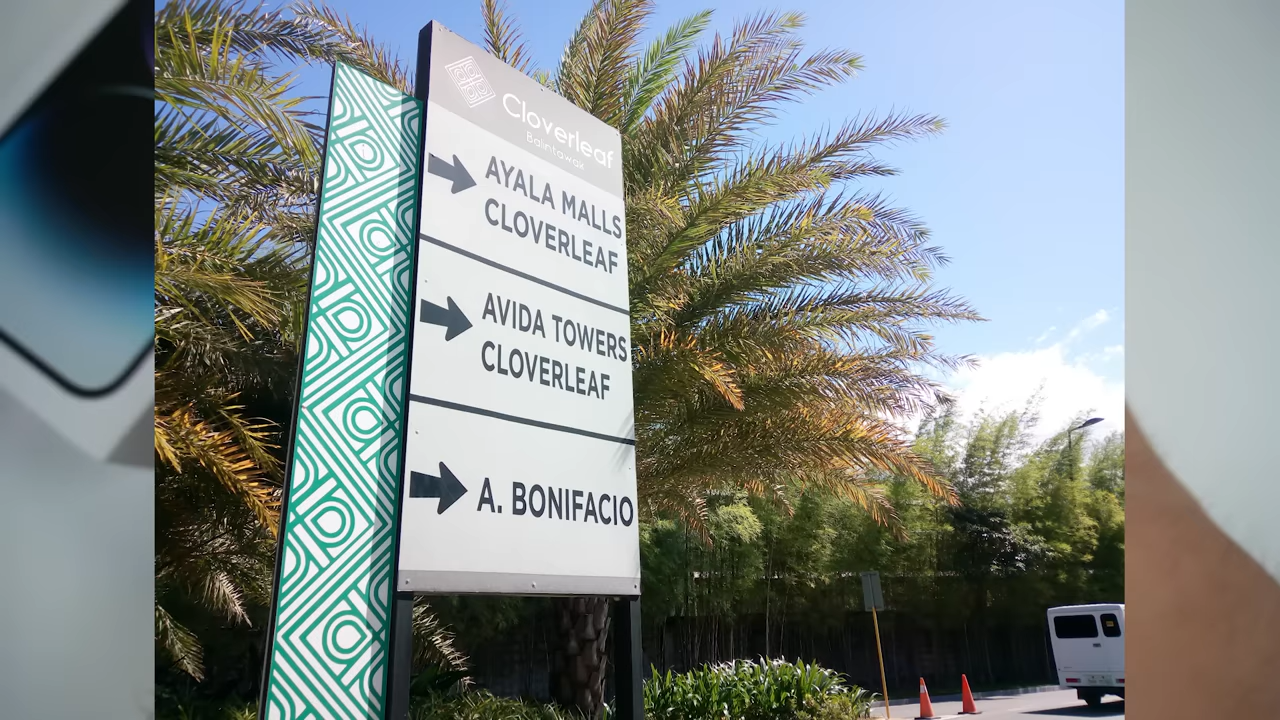 Cloverleaf
Balintawak
AYALA MALLS
CLOVERLEAF
AVIDA TOWERS
CLOVERLEAF
A. BONIFACIO